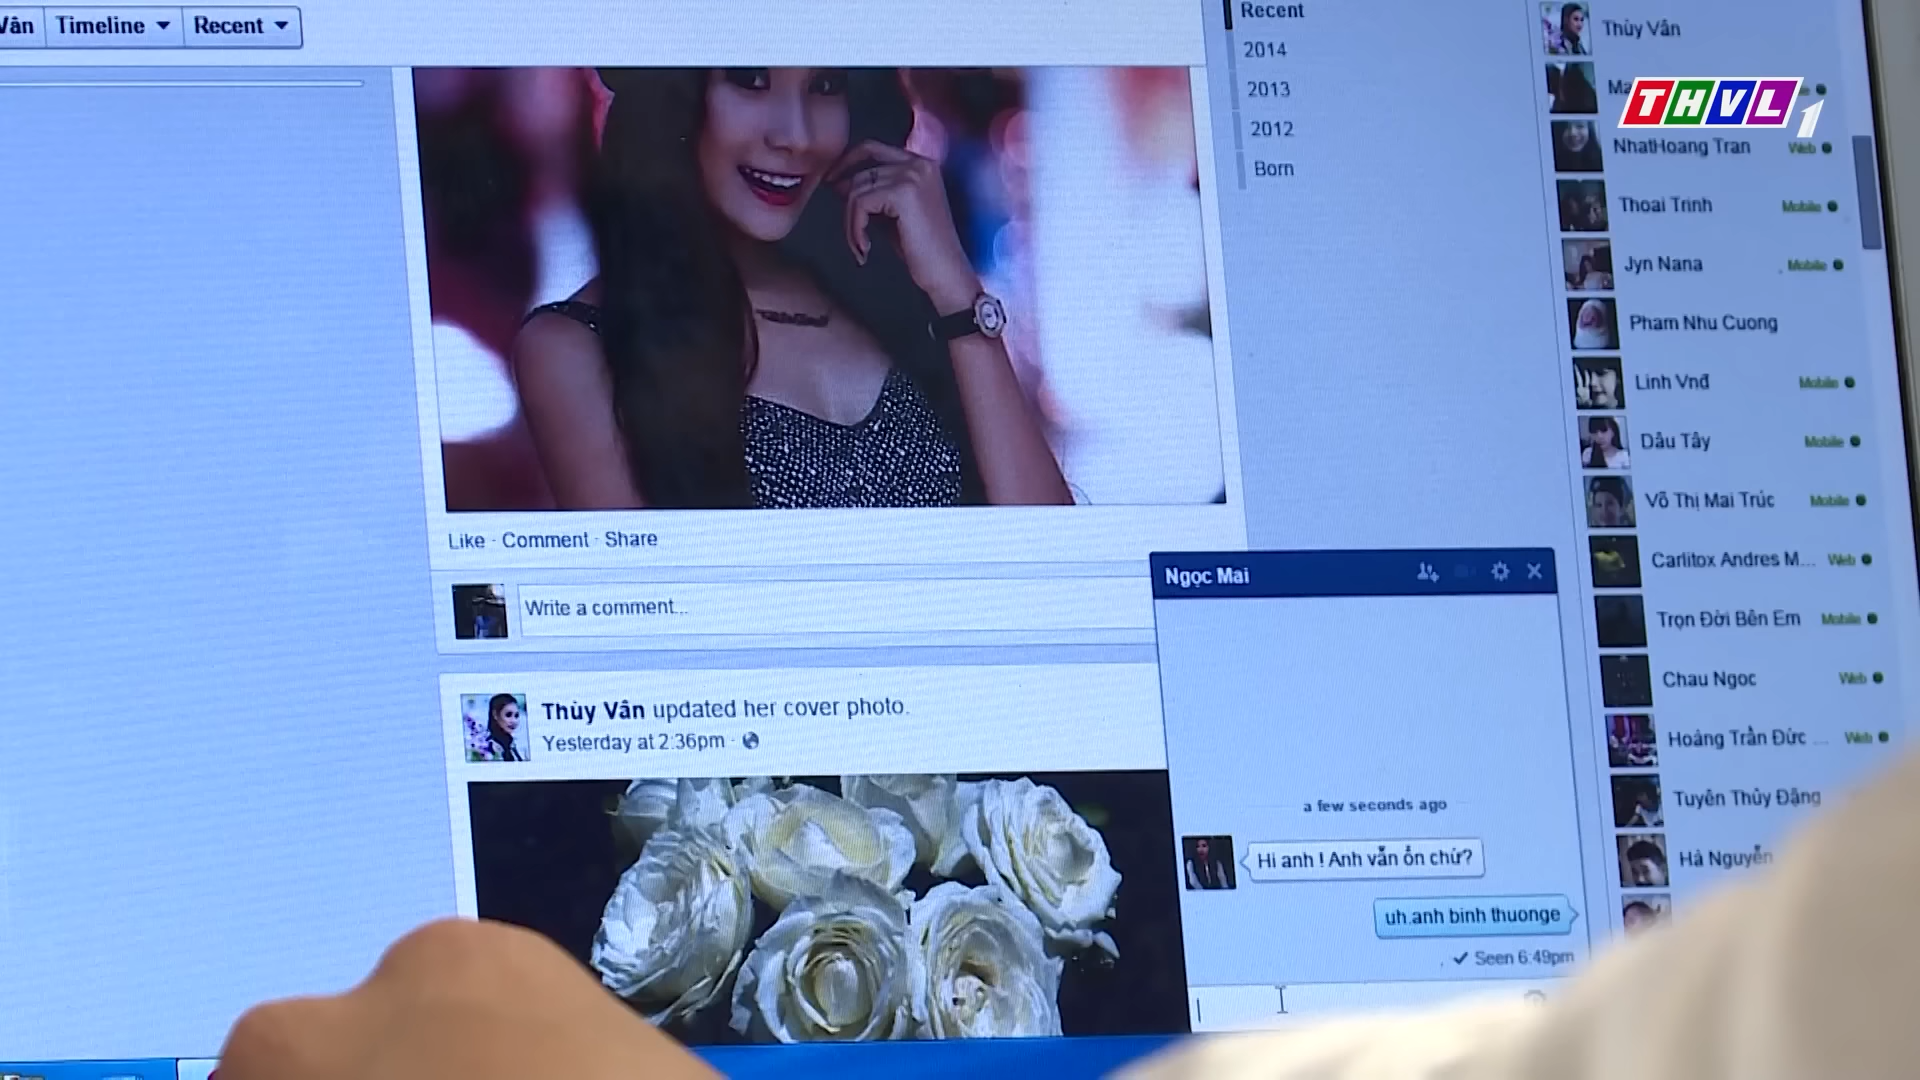 Vân Timeline Recent
Recent
2014
2013
2012
Born
Like · Comment · Share
Write a comment...
Thùy Vân updated her cover photo.
Yesterday at 2:36pm ·
Ngọc Mai
a few seconds ago
Hi anh ! Anh vẫn ổn chứ?
uh.anh binh thuonge
Seen 6:49pm
Thùy Vân
THVL1
NhatHoang Tran Web
Thoai Trinh Mobile
Jyn Nana Mobile
Pham Nhu Cuong
Linh Vnđ Mobile
Dâu Tây Mobile
Võ Thị Mai Trúc Mobile
Carlitox Andres M... Web
Trọn Đời Bên Em Mobile
Chau Ngoc Web
Hoàng Trần Đức ... Web
Tuyên Thủy Đặng
Hà Nguyễn